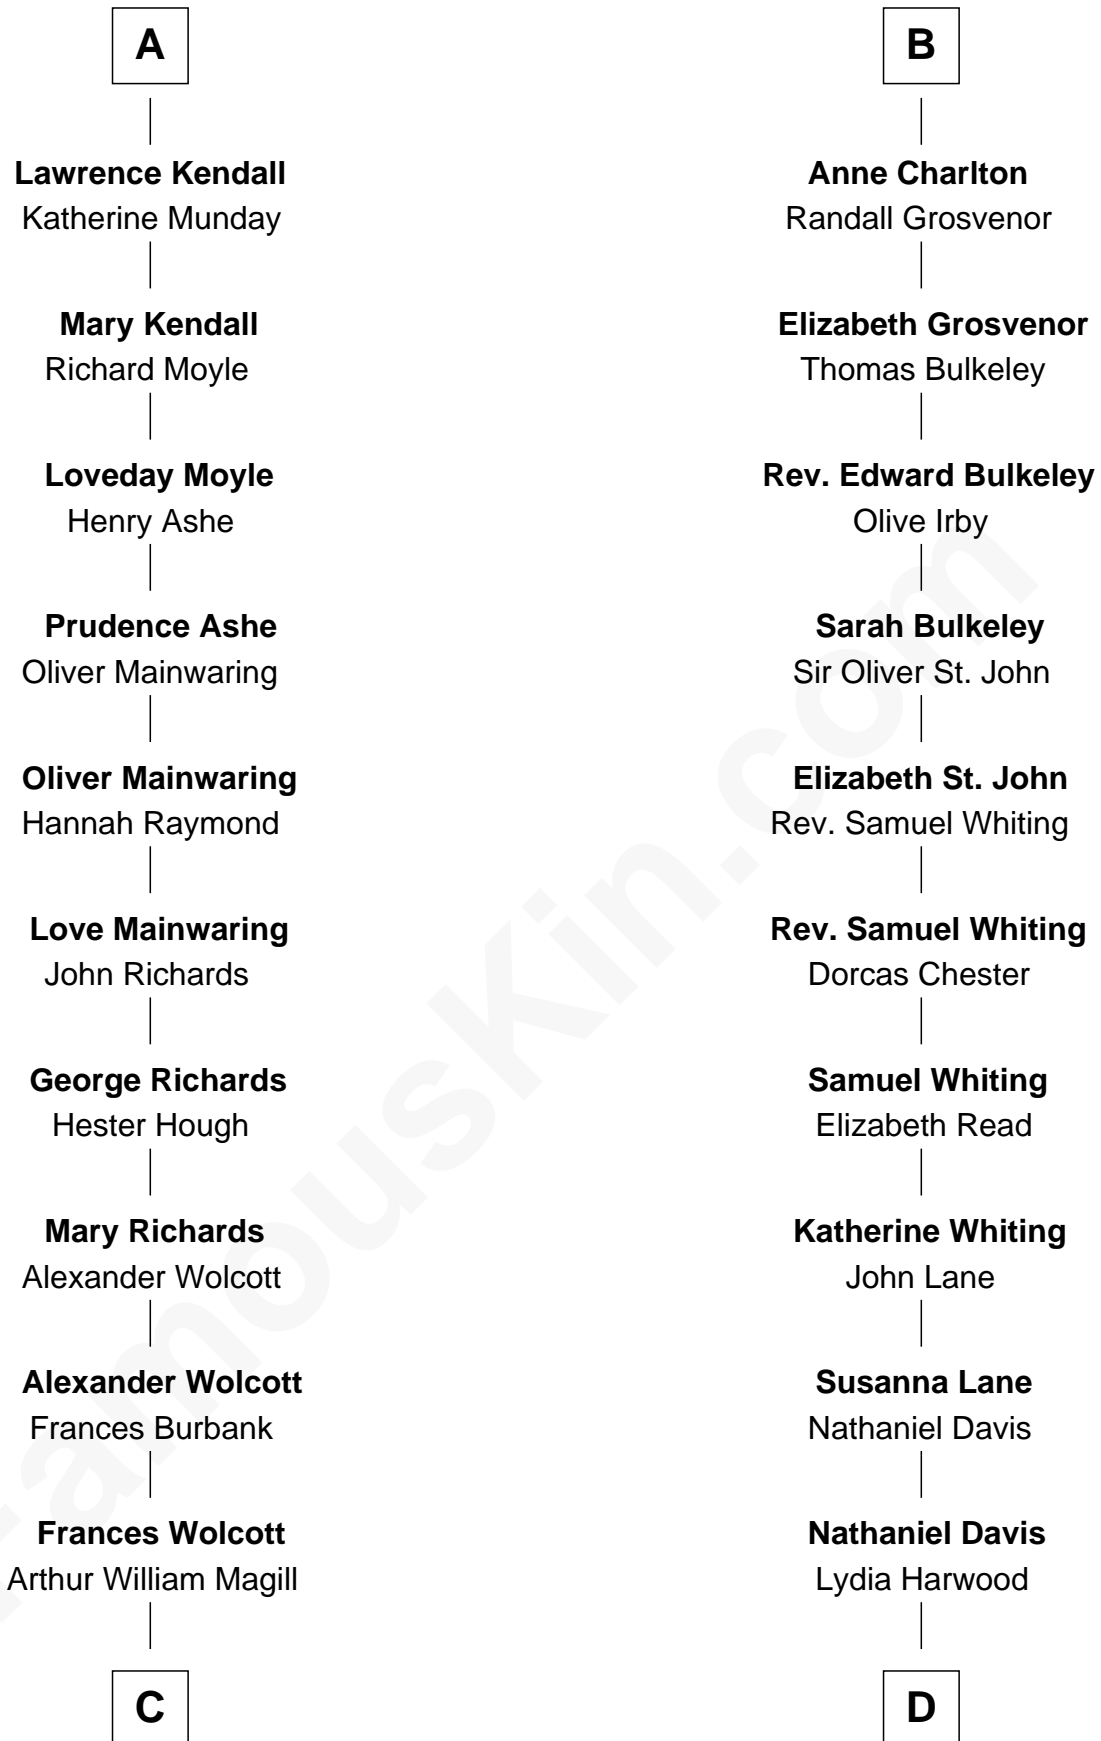 A
Lawrence Kendall
Katherine Munday
Mary Kendall
Richard Moyle
Loveday Moyle
Henry Ashe
Prudence Ashe
Oliver Mainwaring
Oliver Mainwaring
Hannah Raymond
Love Mainwaring
John Richards
George Richards
Hester Hough
Mary Richards
Alexander Wolcott
Alexander Wolcott
Frances Burbank
Frances Wolcott
Arthur William Magill
C
B
Anne Charlton
Randall Grosvenor
Elizabeth Grosvenor
Thomas Bulkeley
Rev. Edward Bulkeley
Olive Irby
Sarah Bulkeley
Sir Oliver St. John
Elizabeth St. John
Rev. Samuel Whiting
Rev. Samuel Whiting
Dorcas Chester
Samuel Whiting
Elizabeth Read
Katherine Whiting
John Lane
Susanna Lane
Nathaniel Davis
Nathaniel Davis
Lydia Harwood
D
FamousKin.com